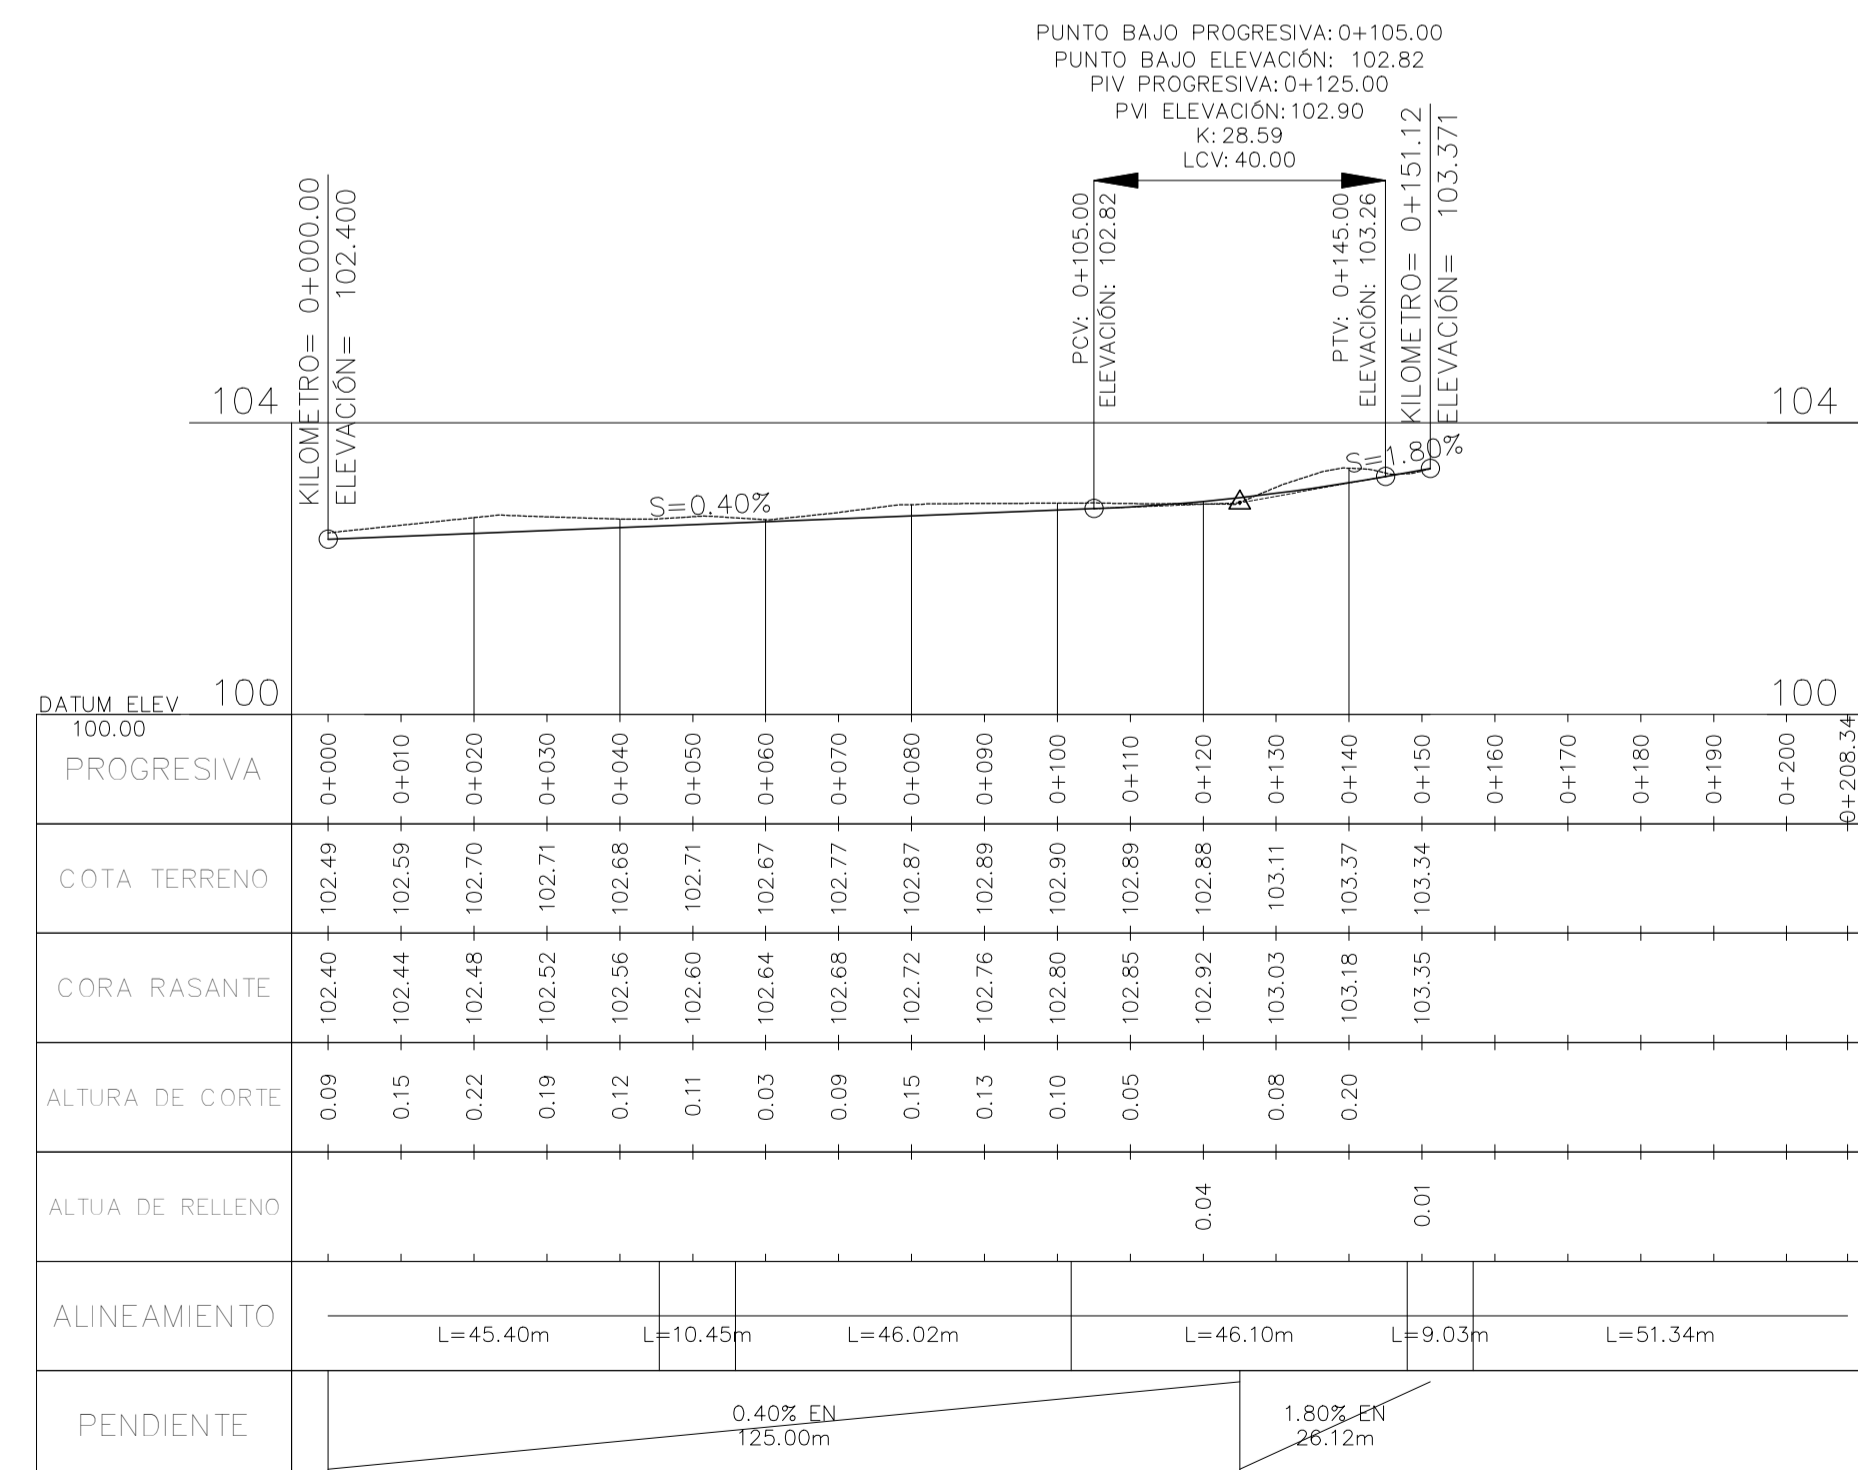 PUNTO BAJO PROGRESIVA: 0+105.00
PUNTO BAJO ELEVACIÓN: 102.82
PIV PROGRESIVA: 0+125.00
PVI ELEVACIÓN: 102.90
K: 28.59
LCV: 40.00
KILOMETRO= 0+000.00
ELEVACIÓN= 102.400
PCV: 0+105.00
ELEVACIÓN: 102.82
PTV: 0+145.00
ELEVACIÓN: 103.26
KILOMETRO= 0+151.12
ELEVACIÓN= 103.371
104
104
S=0.40%
S=1.80%
100
100
DATUM ELEV
100.00
PROGRESIVA
0+000 0+010 0+020 0+030 0+040 0+050 0+060 0+070 0+080 0+090 0+100 0+110 0+120 0+130 0+140 0+150 0+160 0+170 0+180 0+190 0+200 0+208.34
COTA TERRENO
102.49 102.59 102.70 102.71 102.68 102.71 102.67 102.77 102.87 102.89 102.90 102.89 102.88 103.11 103.37 103.34
CORA RASANTE
102.40 102.44 102.48 102.52 102.56 102.60 102.64 102.68 102.72 102.76 102.80 102.85 102.92 103.03 103.18 103.35
ALTURA DE CORTE
0.09 0.15 0.22 0.19 0.12 0.11 0.03 0.09 0.15 0.13 0.10 0.05 0.08 0.20
ALTUA DE RELLENO
0.04 0.01
ALINEAMIENTO
L=45.40m L=10.45m L=46.02m L=46.10m L=9.03m L=51.34m
PENDIENTE
0.40% EN
125.00m
1.80% EN
26.12m